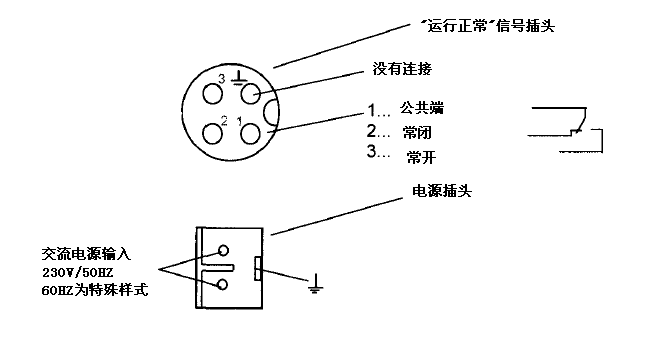 "运行正常"信号插头
没有连接
3
2 1
1... 公共端
2... 常闭
3... 常开
电源插头
交流电源输入
230V/50HZ
60HZ为特殊样式